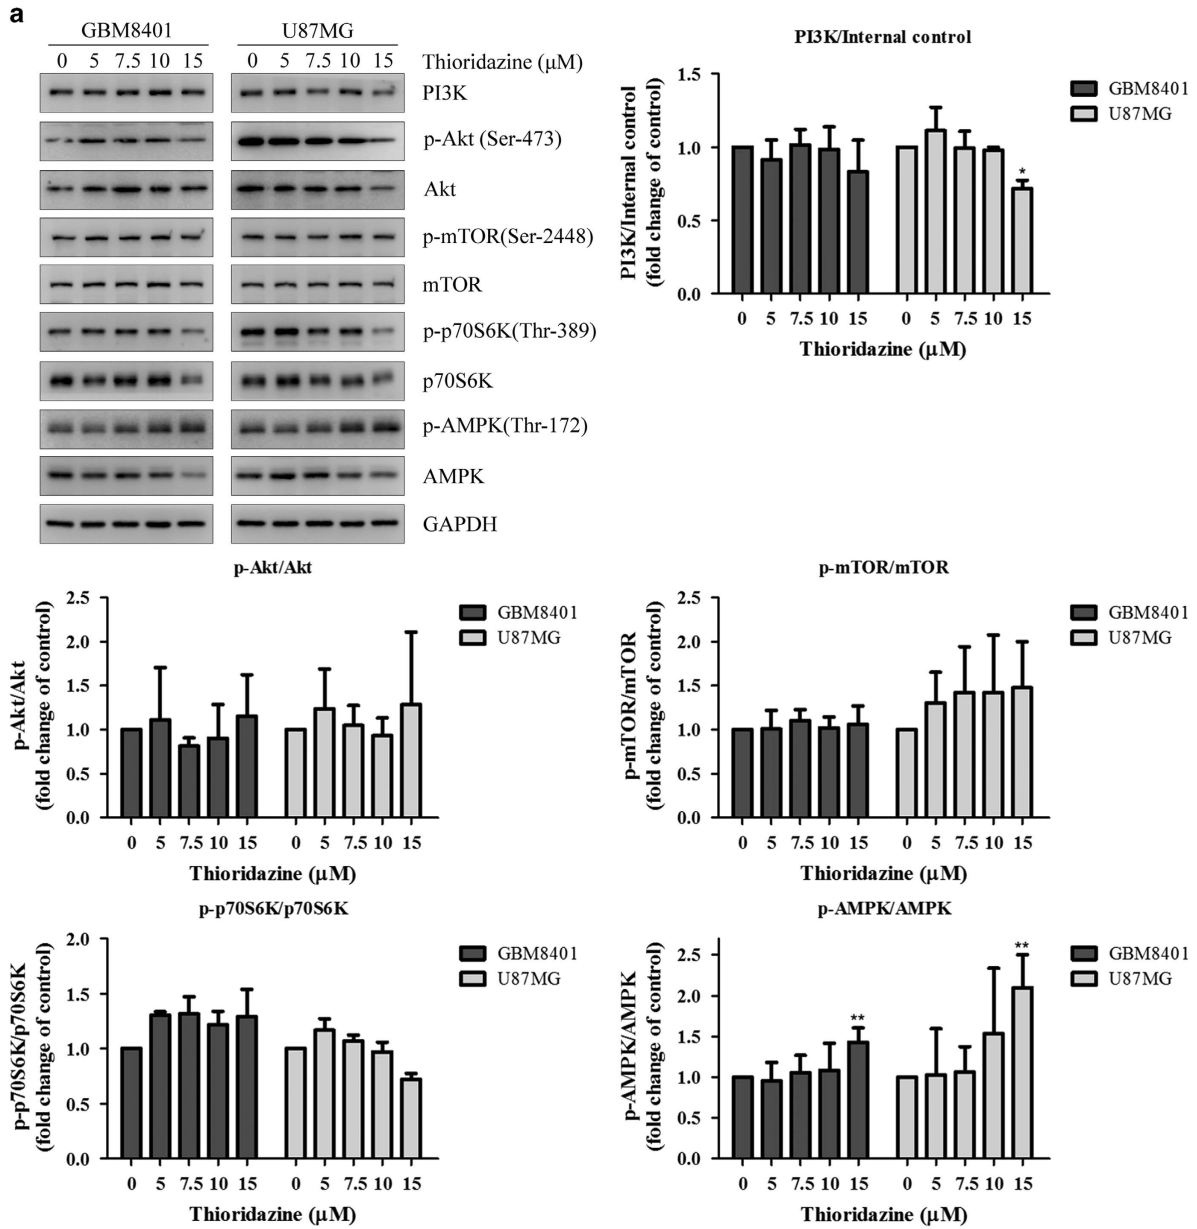 a
GBM8401 U87MG
0 5 7.5 10 15 0 5 7.5 10 15 Thioridazine (μM)
PI3K
p-Akt (Ser-473)
Akt
p-mTOR(Ser-2448)
mTOR
p-p70S6K(Thr-389)
p70S6K
p-AMPK(Thr-172)
AMPK
GAPDH
PI3K/Internal control
PI3K/Internal control
(fold change of control)
1.5
1.0
0.5
0.0
*
0 5 7.5 10 15 0 5 7.5 10 15
Thioridazine (μM)
GBM8401
U87MG
p-Akt/Akt
p-Akt/Akt
(fold change of control)
2.5
2.0
1.5
1.0
0.5
0.0
0 5 7.5 10 15 0 5 7.5 10 15
Thioridazine (μM)
GBM8401
U87MG
p-mTOR/mTOR
p-mTOR/mTOR
(fold change of control)
2.5
2.0
1.5
1.0
0.5
0.0
0 5 7.5 10 15 0 5 7.5 10 15
Thioridazine (μM)
GBM8401
U87MG
p-p70S6K/p70S6K
p-p70S6K/p70S6K
(fold change of control)
2.0
1.5
1.0
0.5
0.0
0 5 7.5 10 15 0 5 7.5 10 15
Thioridazine (μM)
GBM8401
U87MG
p-AMPK/AMPK
p-AMPK/AMPK
(fold change of control)
2.5
2.0
1.5
1.0
0.5
0.0
**
**
0 5 7.5 10 15 0 5 7.5 10 15
Thioridazine (μM)
GBM8401
U87MG